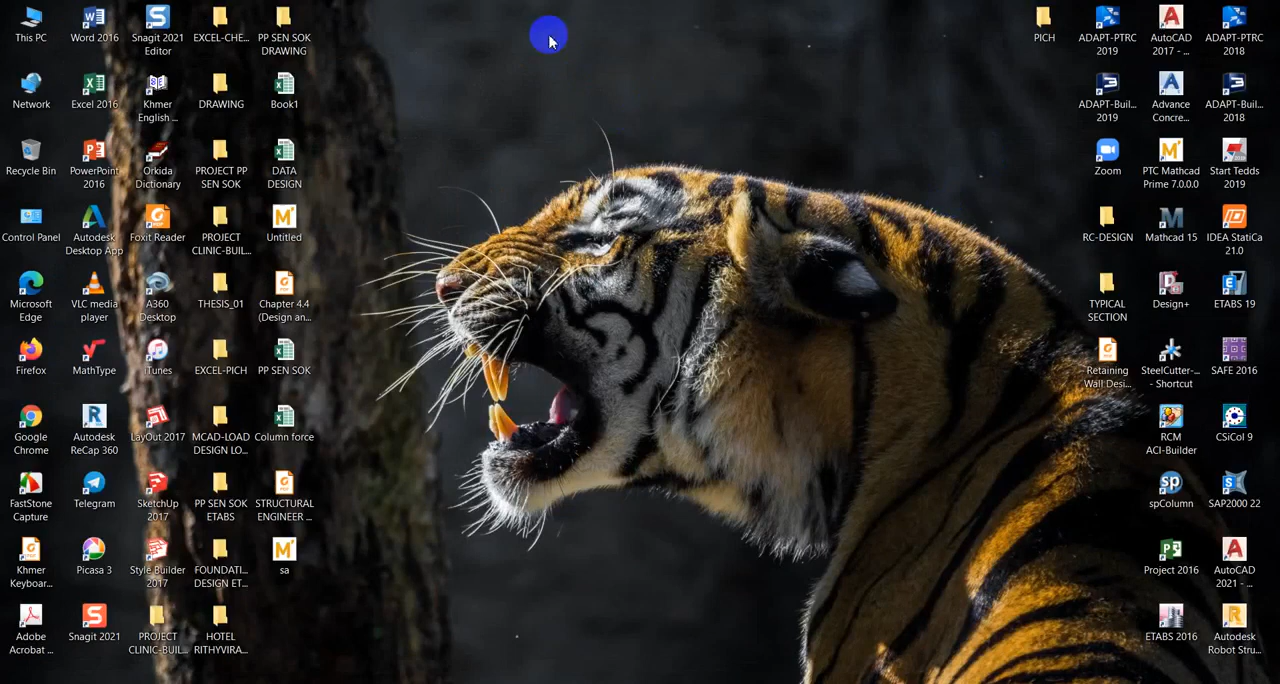 This PC
Word 2016
Snagit 2021
Editor
EXCEL-CHE...
PP SEN SOK
DRAWING
PICH
ADAPT-PTRC
2019
AutoCAD
2017 - ...
ADAPT-PTRC
2018
Network
Excel 2016
Khmer
English ...
DRAWING
Book1
ADAPT-Buil...
2019
Advance
Concre...
ADAPT-Buil...
2018
Recycle Bin
PowerPoint
2016
Orkida
Dictionary
PROJECT PP
SEN SOK
DATA
DESIGN
Zoom
PTC Mathcad
Prime 7.0.0.0
Start Tedds
2019
Control Panel
Autodesk
Desktop App
Foxit Reader
PROJECT
CLINIC-BUIL...
Untitled
RC-DESIGN
Mathcad 15
IDEA StatiCa
21.0
Microsoft
Edge
VLC media
player
A360
Desktop
THESIS_01
Chapter 4.4
(Design an...
TYPICAL
SECTION
Design+
ETABS 19
Firefox
MathType
iTunes
EXCEL-PICH
PP SEN SOK
Retaining
Wall Desi...
SteelCutter-...
- Shortcut
SAFE 2016
Google
Chrome
Autodesk
ReCap 360
LayOut 2017
MCAD-LOAD
DESIGN LO...
Column force
RCM
ACI-Builder
CSiCol 9
FastStone
Capture
Telegram
SketchUp
2017
PP SEN SOK
ETABS
STRUCTURAL
ENGINEER ...
spColumn
SAP2000 22
Khmer
Keyboar...
Picasa 3
Style Builder
2017
FOUNDATI...
DESIGN ET...
sa
Project 2016
AutoCAD
2021 - ...
Adobe
Acrobat ...
Snagit 2021
PROJECT
CLINIC-BUIL...
HOTEL
RITHYVIRA...
ETABS 2016
Autodesk
Robot Stru...